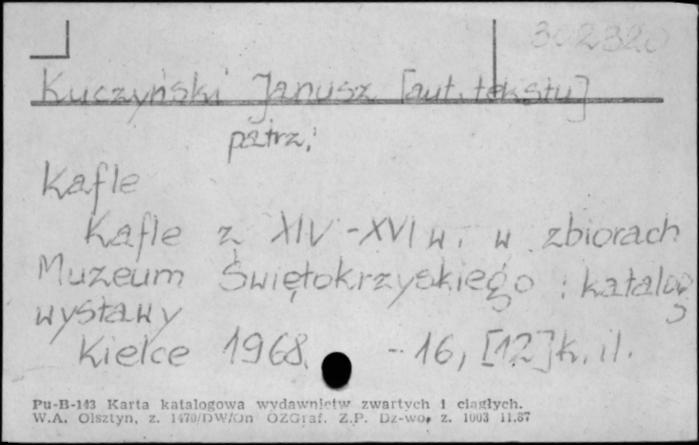 302320
Kuczyński Janusz [aut. tekstu]
patrz:
Kafle
Kafle z XIV-XVI w. w zbiorach
Muzeum Świętokrzyskiego : katalog
wystawy
Kielce 1968. - 16, [12] k. il.
Pu-B-143 Karta katalogowa wydawnictw zwartych i ciągłych.
W.A. Olsztyn, z. 1470/DW/On OZGraf. Z.P. Dz-wo, z. 1003 11.87